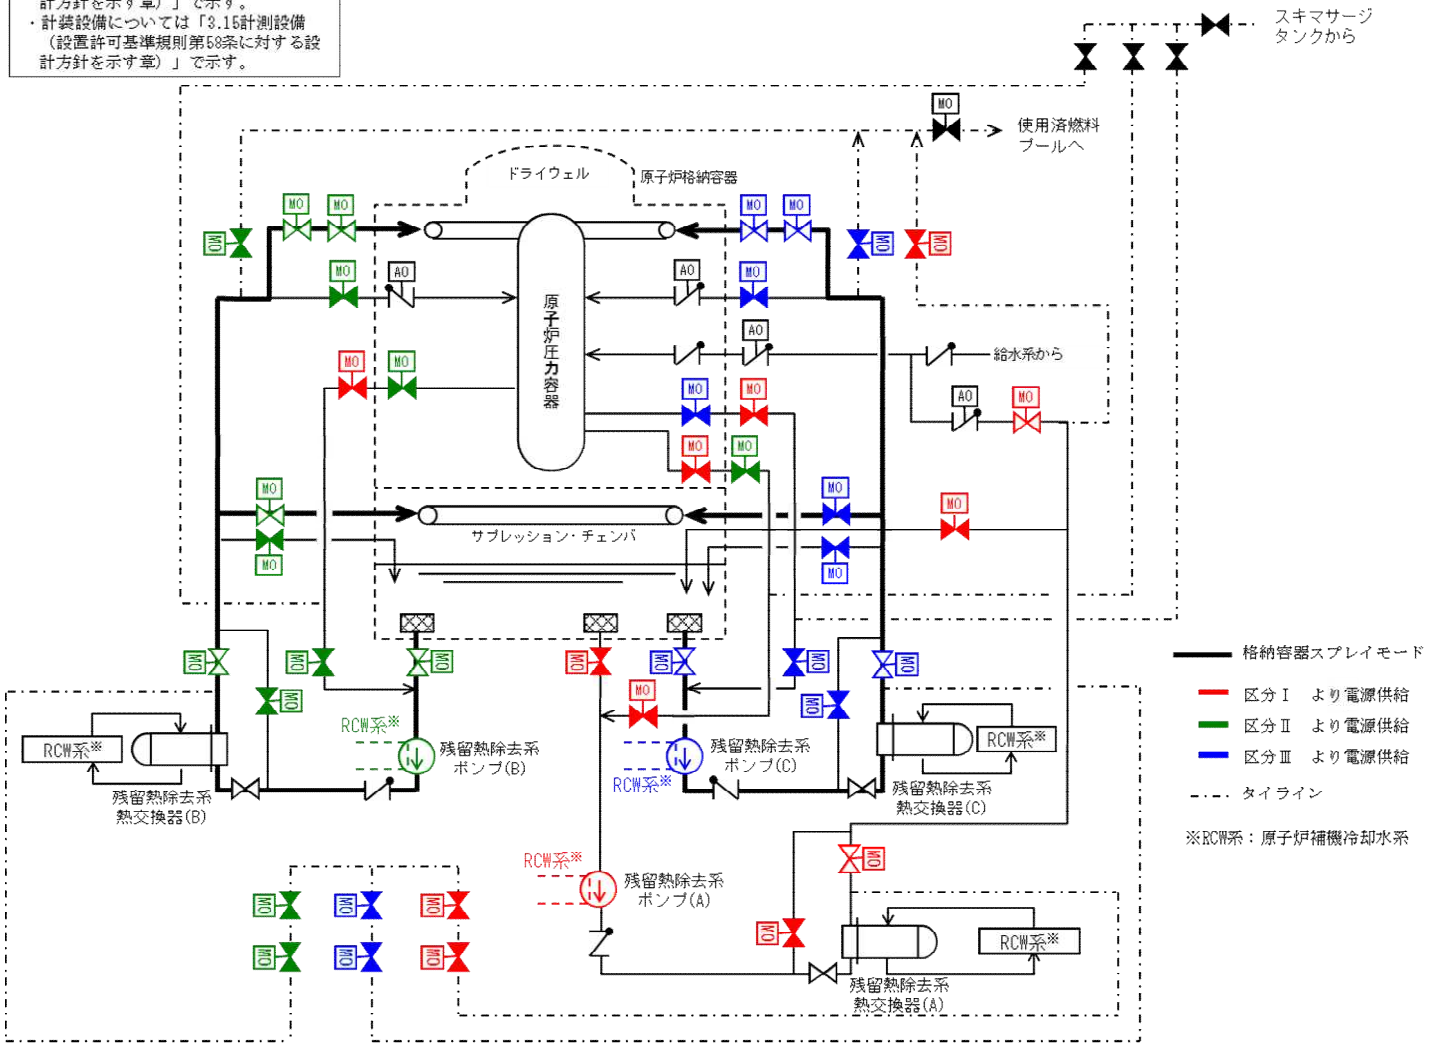 計方針を示す章）」で示す。
・計装設備については「3.15計測設備
（設置許可基準規則第58条に対する設
計方針を示す章）」で示す。
スキマサージ
タンクから
MO
使用済燃料
プールへ
ドライウェル
原子炉格納容器
MO
MO
MO
MO
MO
MO
MO
MO
AO
AO
MO
原子炉圧力容器
AO
給水系から
MO
MO
MO
MO
AO
MO
MO
MO
MO
MO
MO
サプレッション・チェンバ
MO
MO
MO
MO
MO
MO
MO
MO
MO
MO
MO
MO
MO
格納容器スプレイモード
区分Ⅰ より電源供給
区分Ⅱ より電源供給
区分Ⅲ より電源供給
タイライン
※RCW系：原子炉補機冷却水系
RCW系※
RCW系※
残留熱除去系
ポンプ(B)
RCW系※
残留熱除去系
ポンプ(C)
RCW系※
残留熱除去系
熱交換器(B)
残留熱除去系
熱交換器(C)
RCW系※
残留熱除去系
ポンプ(A)
MO
MO
MO
MO
MO
MO
MO
MO
RCW系※
残留熱除去系
熱交換器(A)